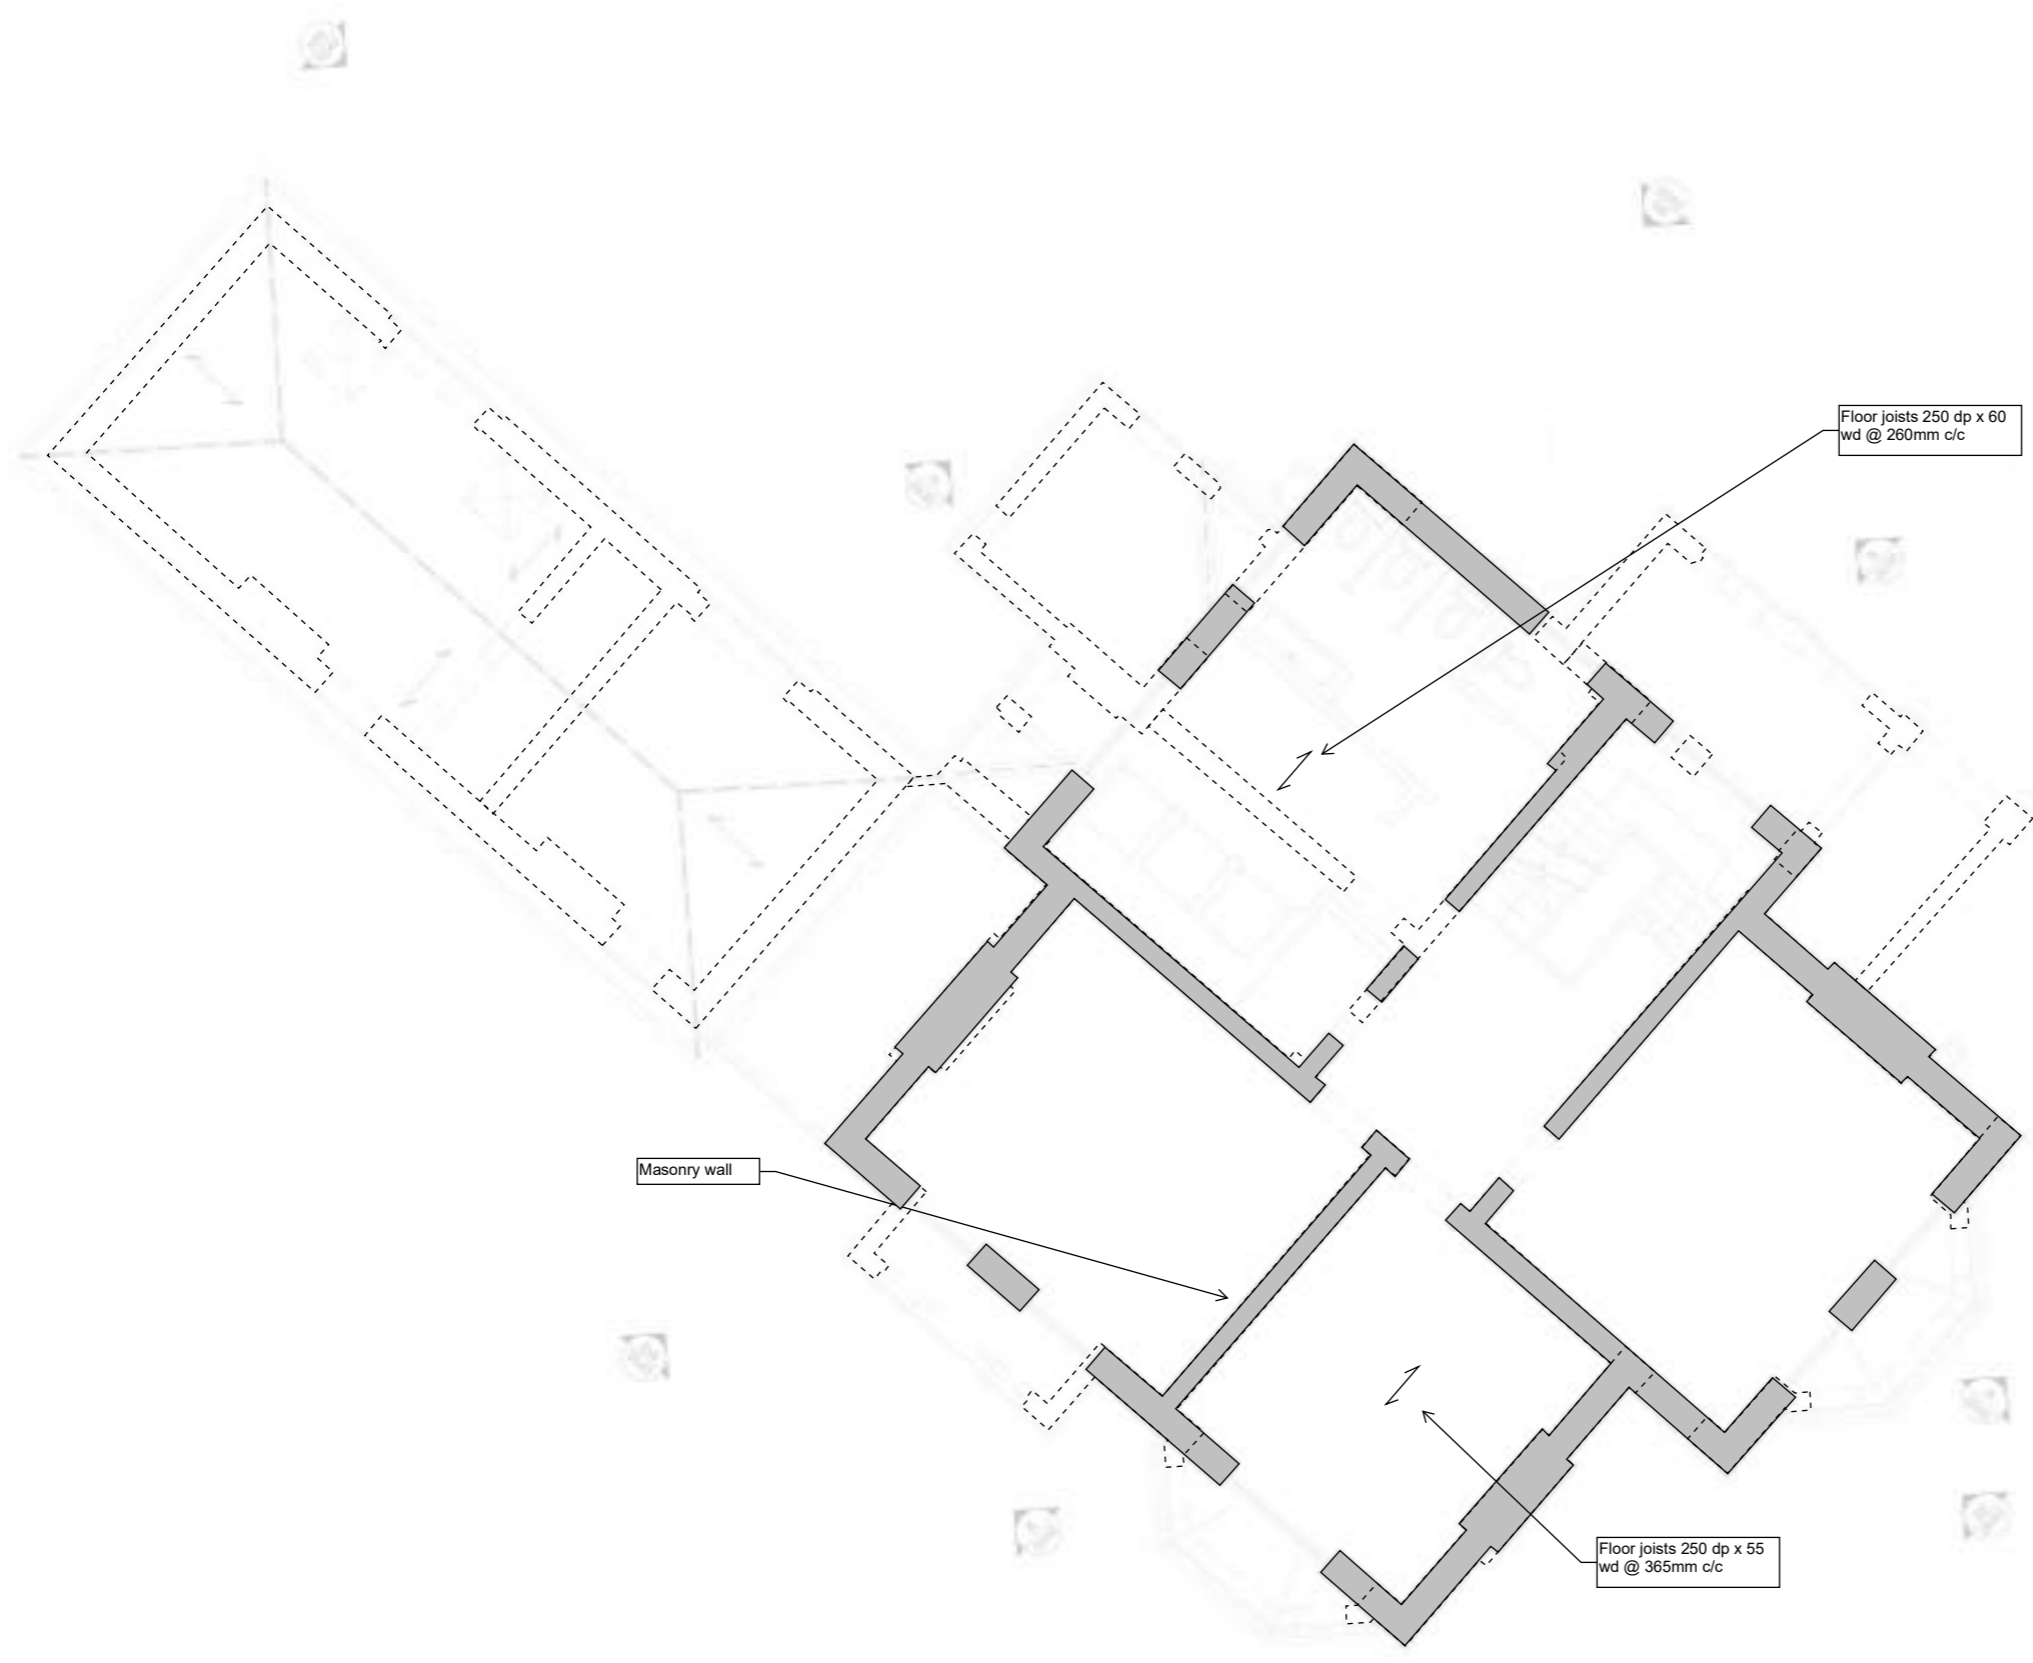 Floor joists 250 dp x 60
wd @ 260mm c/c
Masonry wall
Floor joists 250 dp x 55
wd @ 365mm c/c